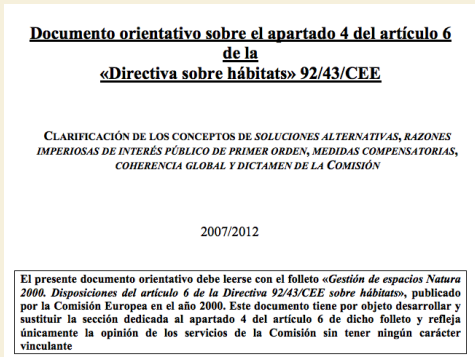 Documento orientativo sobre el apartado 4 del artículo 6
de la
«Directiva sobre hábitats» 92/43/CEE
CLARIFICACIÓN DE LOS CONCEPTOS DE SOLUCIONES ALTERNATIVAS, RAZONES
IMPERIOSAS DE INTERÉS PÚBLICO DE PRIMER ORDEN, MEDIDAS COMPENSATORIAS,
COHERENCIA GLOBAL Y DICTAMEN DE LA COMISIÓN
2007/2012
El presente documento orientativo debe leerse con el folleto «Gestión de espacios Natura
2000. Disposiciones del artículo 6 de la Directiva 92/43/CEE sobre hábitats», publicado
por la Comisión Europea en el año 2000. Este documento tiene por objeto desarrollar y
sustituir la sección dedicada al apartado 4 del artículo 6 de dicho folleto y refleja
únicamente la opinión de los servicios de la Comisión sin tener ningún carácter
vinculante